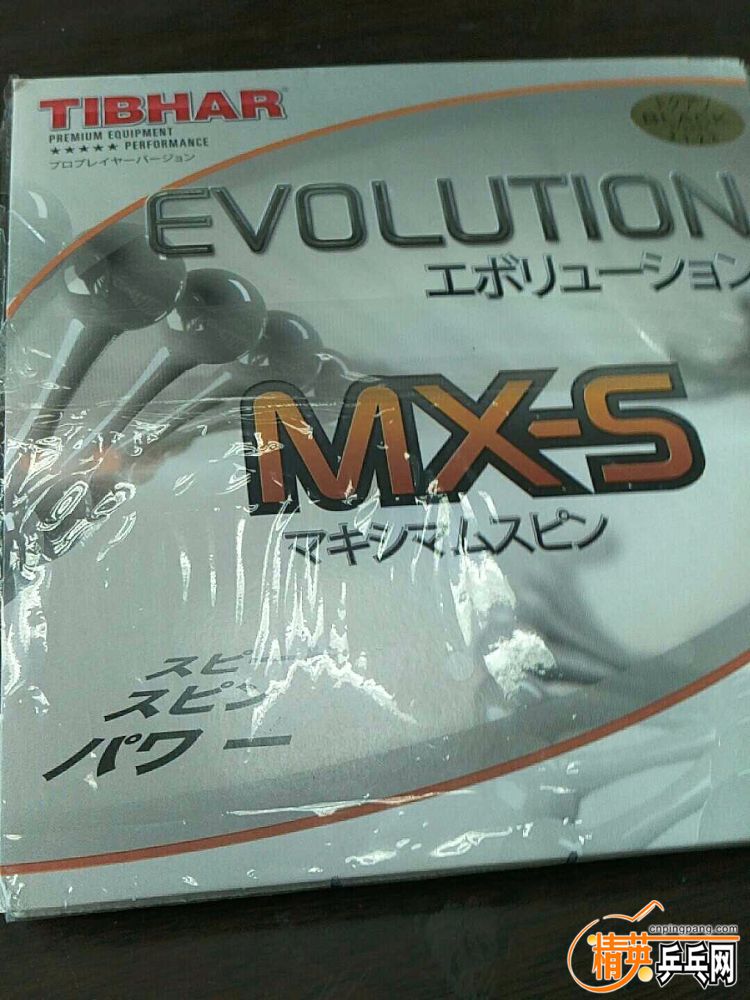 TIBHAR®
PREMIUM EQUIPMENT
★★★★★ PERFORMANCE
プロプレイヤーバージョン
BLACK
EVOLUTION
エボリューション
MX-S
マキシマムスピン
スピー
スピン
パワー
cnpingpang.com
精英乒乓网